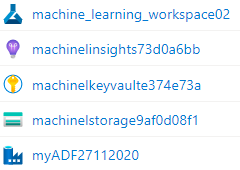 machine_learning_workspace02
machinelinsights73d0a6bb
machinelkeyvaulte374e73a
machinelstorage9af0d08f1
myADF27112020